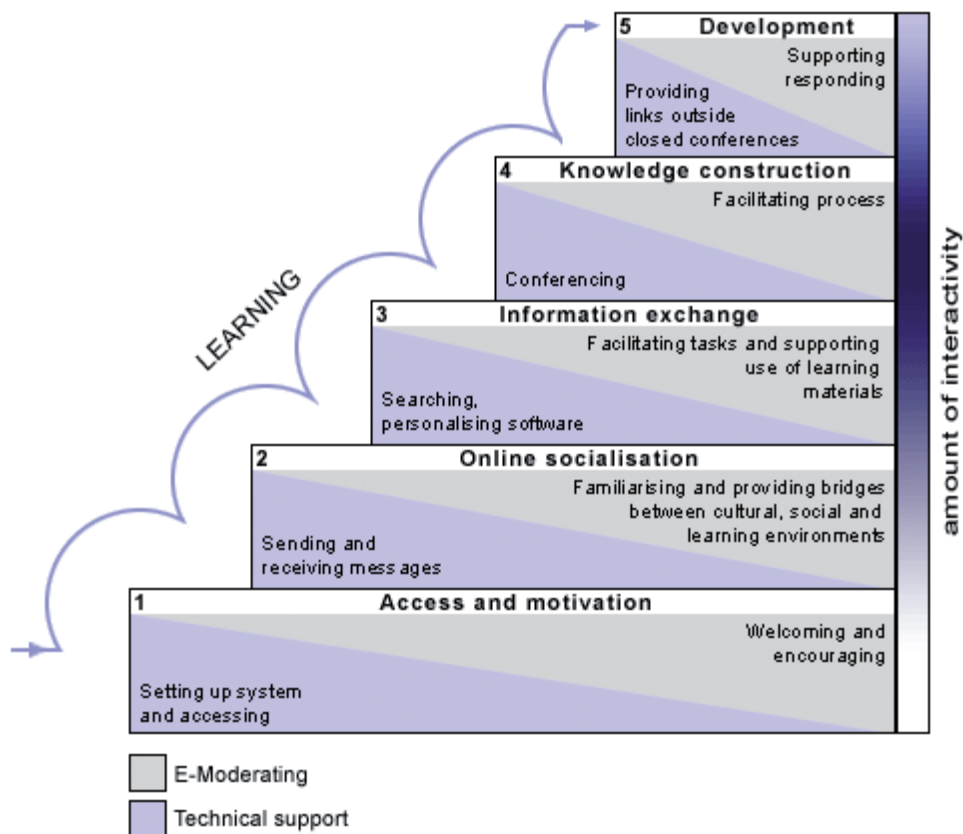 5 Development
Supporting
responding
Providing
links outside
closed conferences
4 Knowledge construction
Facilitating process
Conferencing
3 Information exchange
Facilitating tasks and supporting
use of learning
materials
Searching,
personalising software
2 Online socialisation
Familiarising and providing bridges
between cultural, social and
learning environments
Sending and
receiving messages
1 Access and motivation
Welcoming and
encouraging
Setting up system
and accessing
LEARNING
amount of interactivity
E-Moderating
Technical support